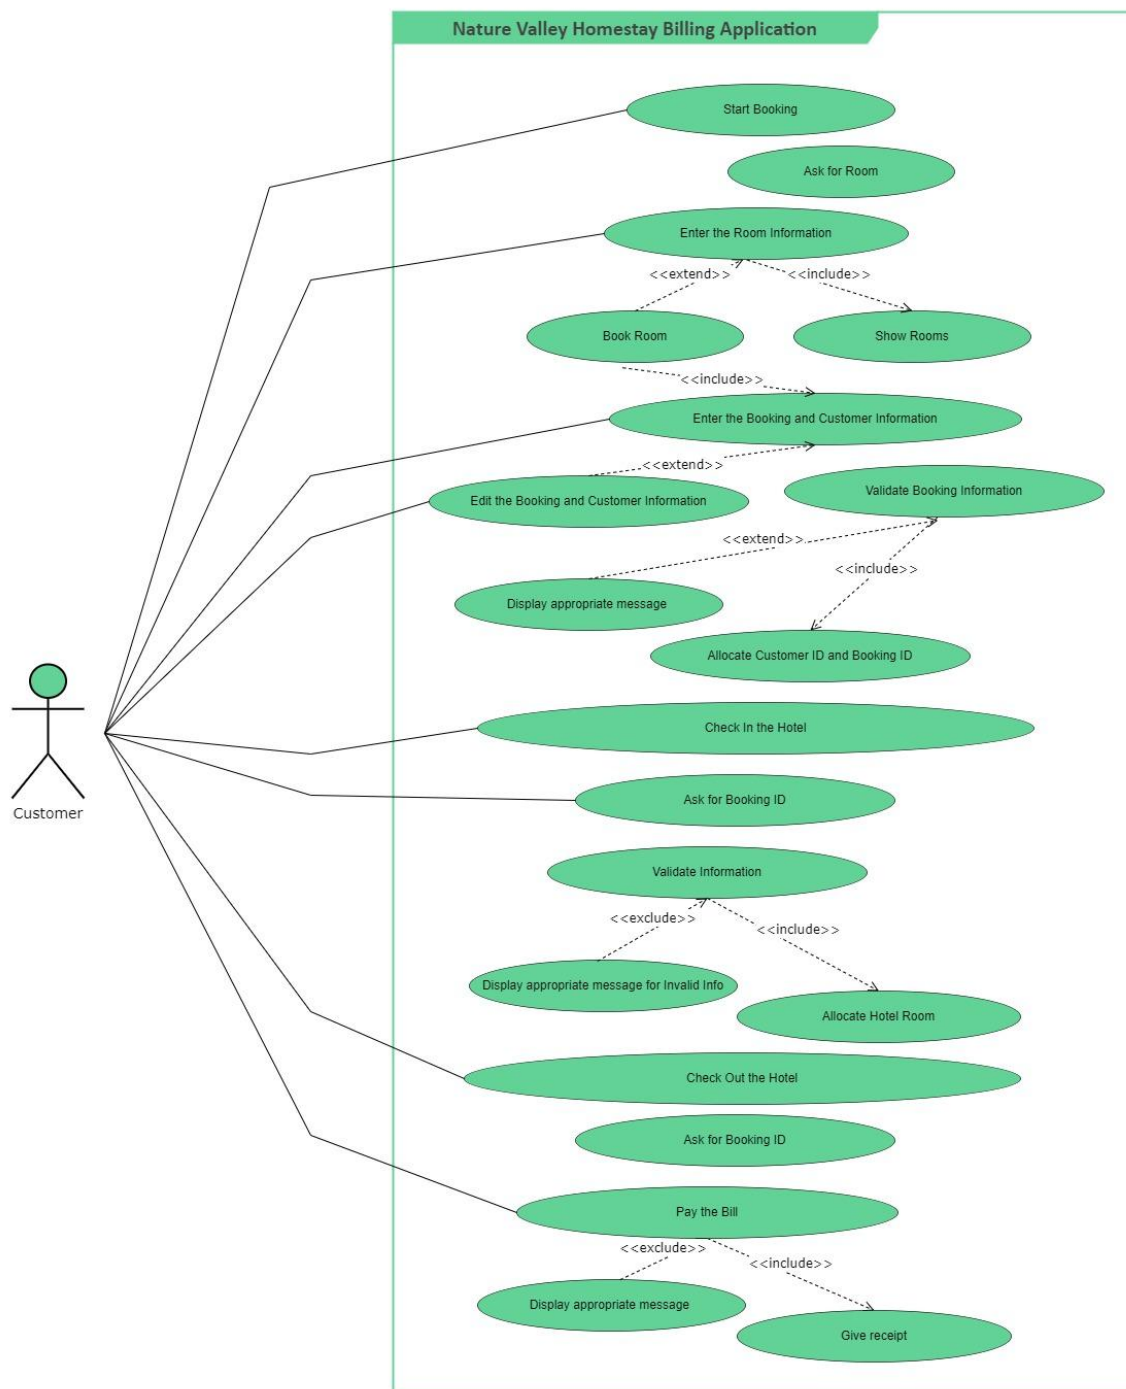 Nature Valley Homestay Billing Application
Start Booking
Ask for Room
Enter the Room Information
<<extend>>
<<include>>
Book Room
Show Rooms
<<include>>
Enter the Booking and Customer Information
<<extend>>
Validate Booking Information
Edit the Booking and Customer Information
<<extend>>
<<include>>
Display appropriate message
Allocate Customer ID and Booking ID
Check In the Hotel
Ask for Booking ID
Customer
Validate Information
<<exclude>>
<<include>>
Display appropriate message for Invalid Info
Allocate Hotel Room
Check Out the Hotel
Ask for Booking ID
Pay the Bill
<<exclude>>
<<include>>
Display appropriate message
Give receipt